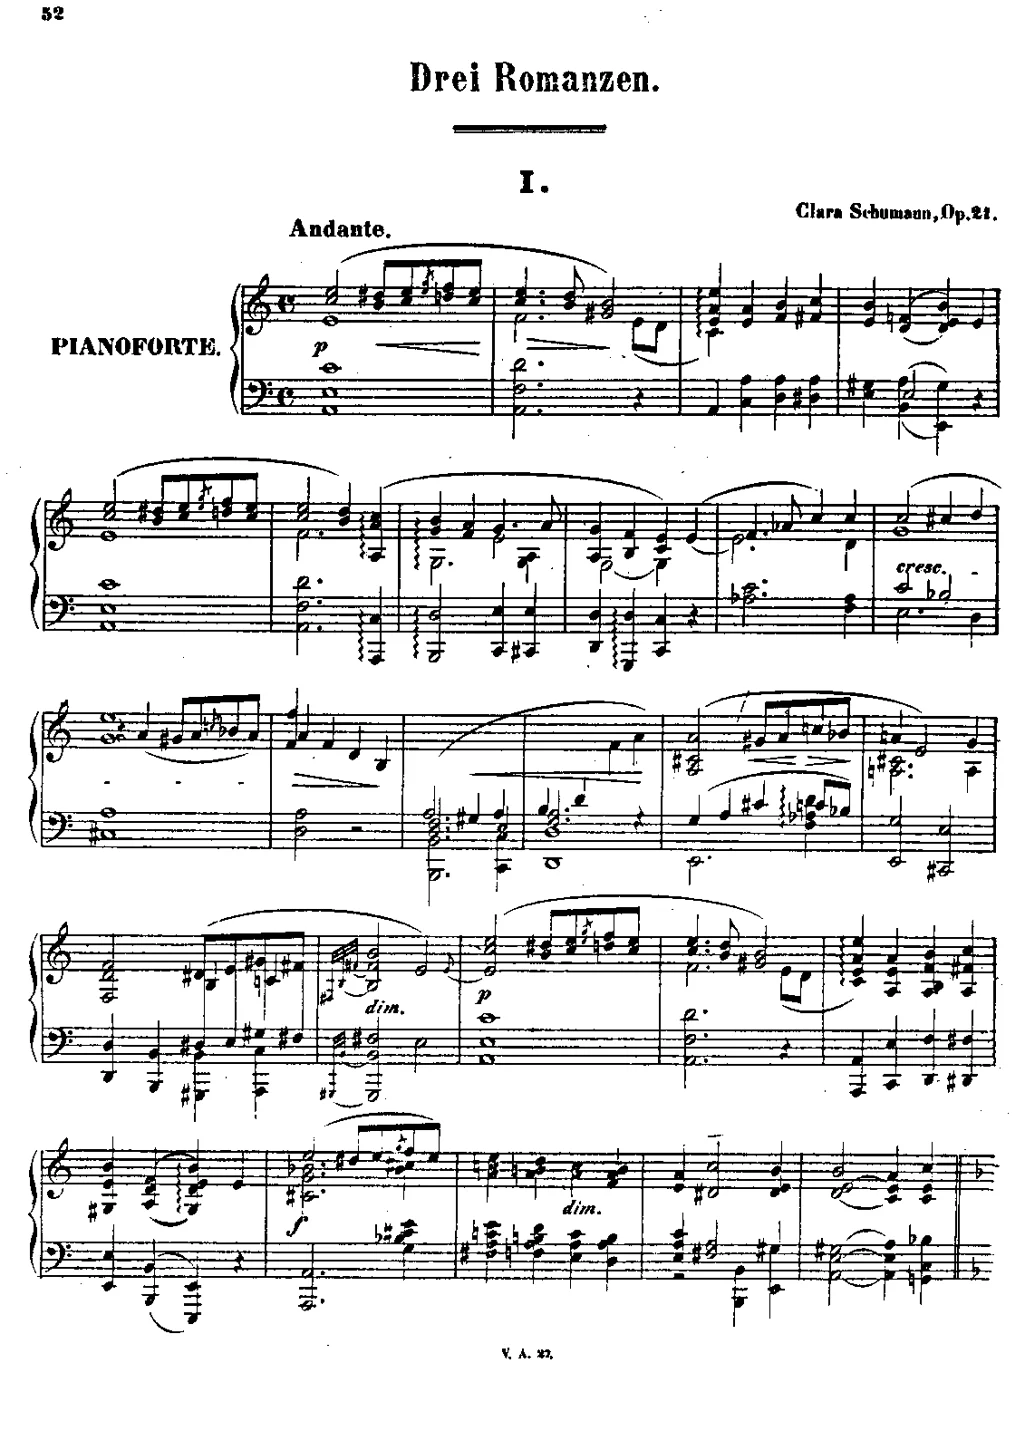 52
Drei Romanzen.
I.
Clara Schumann, Op. 21.
Andante.
PIANOFORTE.
p
cresc.
dim.
p
f
dim.
V. A. 27.